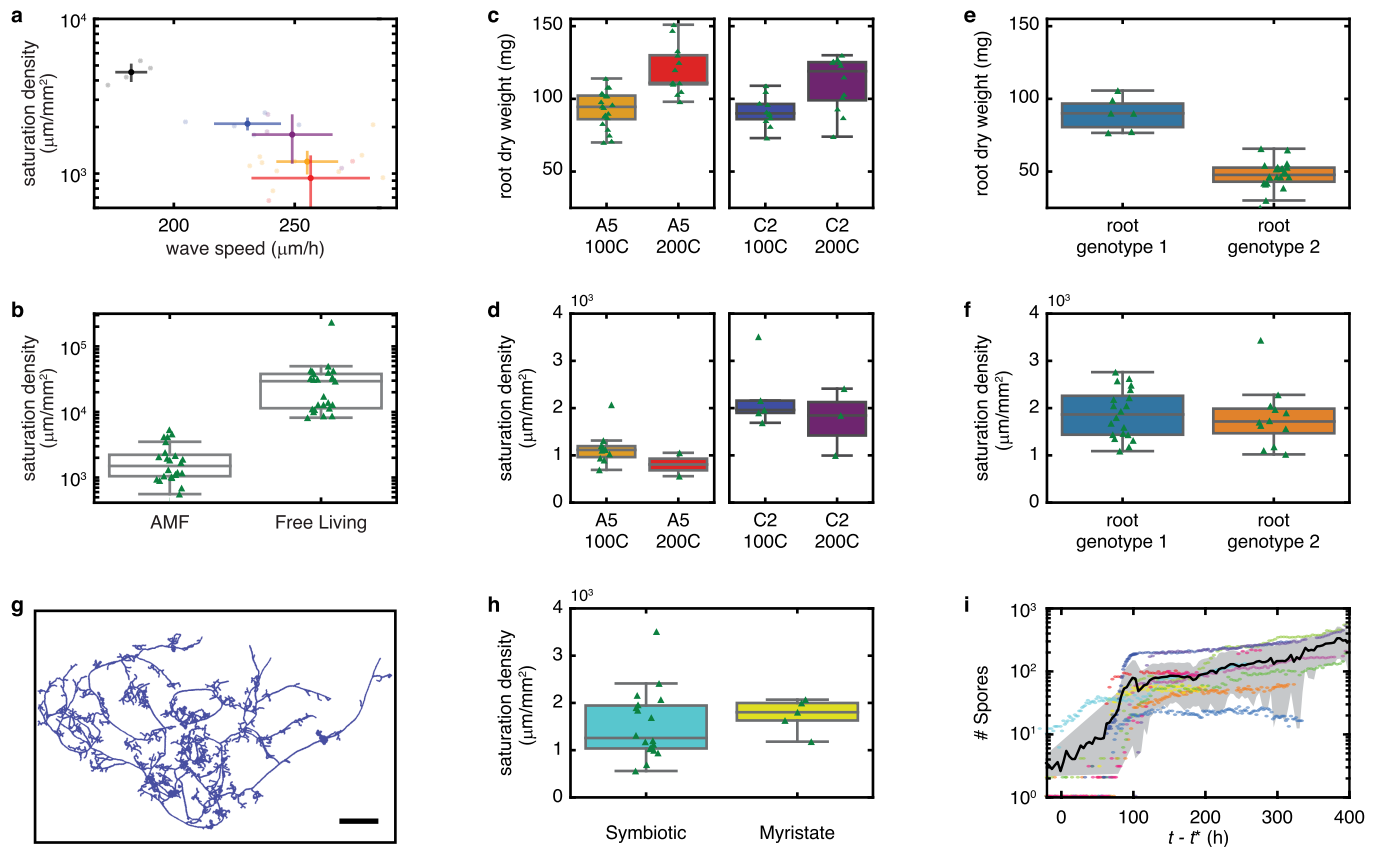 a
saturation density
(μm/mm²)
10⁴
10³
200
250
wave speed (μm/h)
b
saturation density
(μm/mm²)
10⁵
10⁴
10³
AMF
Free Living
c
root dry weight (mg)
150
100
50
A5
100C
A5
200C
C2
100C
C2
200C
d
10³
saturation density
(μm/mm²)
4
3
2
1
0
A5
100C
A5
200C
C2
100C
C2
200C
e
root dry weight (mg)
150
100
50
root
genotype 1
root
genotype 2
f
10³
saturation density
(μm/mm²)
4
3
2
1
0
root
genotype 1
root
genotype 2
g
h
10³
saturation density
(μm/mm²)
4
3
2
1
0
Symbiotic
Myristate
i
# Spores
10³
10²
10¹
10⁰
0
100
200
300
400
t - t* (h)